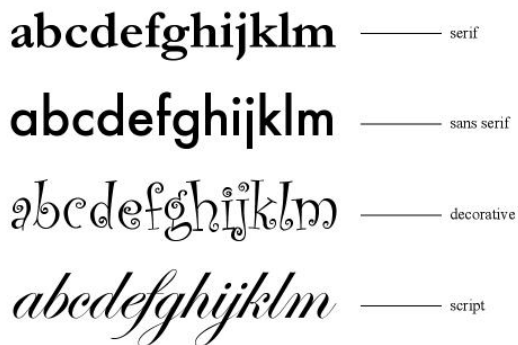 abcdefghijklm serif
abcdefghijklm sans serif
abcdefghijklm decorative
abcdefghijklm script